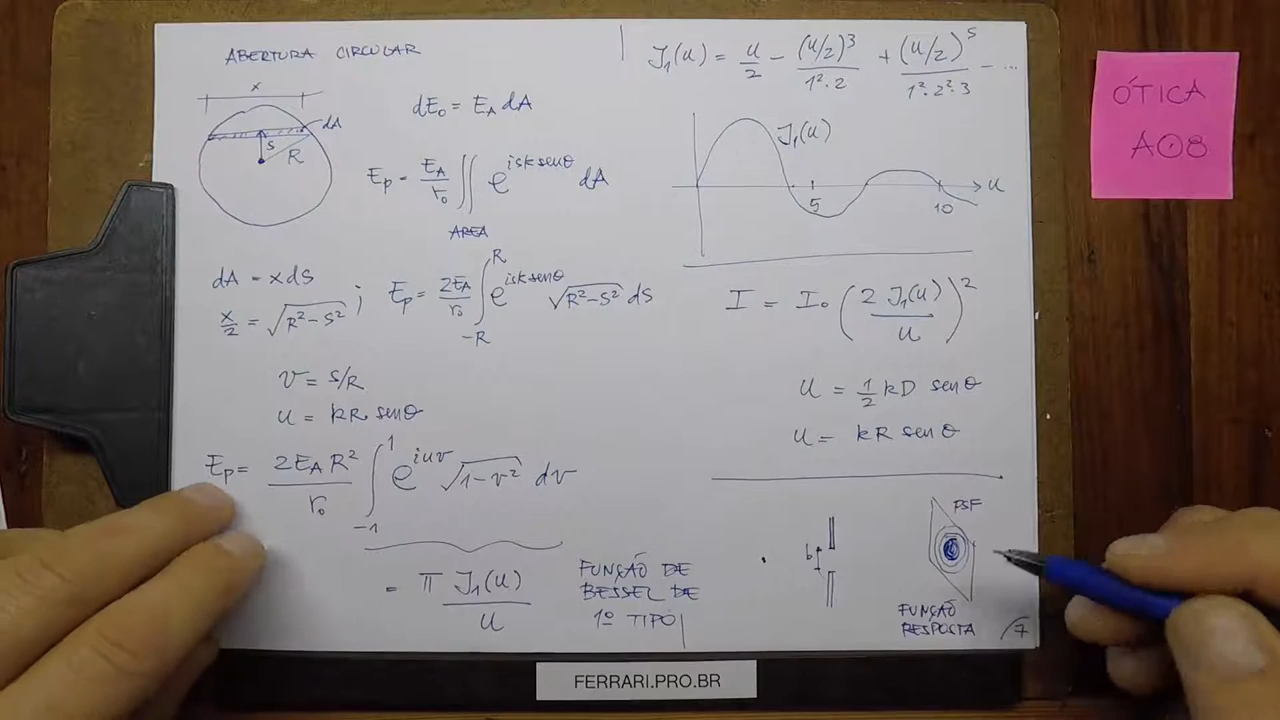 ABERTURA CIRCULAR
x
dA
S
R
dE₀ = E_A dA
E_p = E_A/r₀ ∬ e^{isk senθ} dA
AREA
dA = x dS
x/2 = √(R²−S²) ;
E_p = 2E_A/r₀ ∫_{-R}^{R} e^{isk senθ} √(R²−S²) dS
v = S/R
u = kR senθ
E_p = 2E_A R²/r₀ ∫_{-1}^{1} e^{iuv} √(1−v²) dv
= π J₁(u)/u
FUNÇÃO DE
BESSEL DE
1º TIPO
J₁(u) = u/2 − (u/2)³/1²·2 + (u/2)⁵/1²·2²·3 − ...
J₁(u)
u
5
10
I = I₀ (2 J₁(u)/u)²
u = 1/2 kD senθ
u = kR senθ
b
PSF
FUNÇÃO
RESPOSTA
7
ÓTICA
A08
FERRARI.PRO.BR